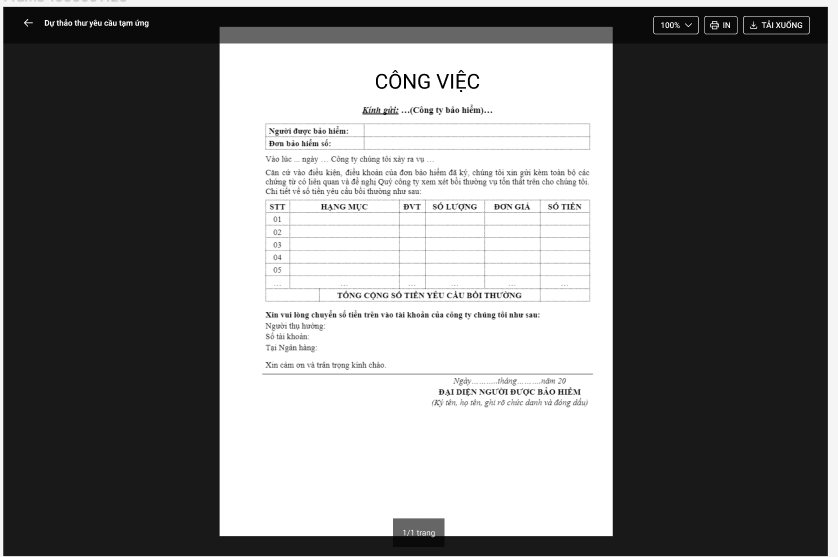 Dự thảo thư yêu cầu tạm ứng
100%
IN
TẢI XUỐNG
CÔNG VIỆC
Kính gửi: …(Công ty bảo hiểm)…
Người được bảo hiểm:
Đơn bảo hiểm số:
Vào lúc ... ngày … Công ty chúng tôi xảy ra vụ …
Căn cứ vào điều kiện, điều khoản của đơn bảo hiểm đã ký, chúng tôi xin gửi kèm toàn bộ các
chứng từ có liên quan và đề nghị Quý công ty xem xét bồi thường vụ tổn thất trên cho chúng tôi.
Chi tiết về số tiền yêu cầu bồi thường như sau:
STT HẠNG MỤC ĐVT SỐ LƯỢNG ĐƠN GIÁ SỐ TIỀN
01
02
03
04
05
… … … … … …
TỔNG CỘNG SỐ TIỀN YÊU CẦU BỒI THƯỜNG
Xin vui lòng chuyển số tiền trên vào tài khoản của công ty chúng tôi như sau:
Người thụ hưởng:
Số tài khoản:
Tại Ngân hàng:
Xin cám ơn và trân trọng kính chào.
Ngày……….tháng………năm 20
ĐẠI DIỆN NGƯỜI ĐƯỢC BẢO HIỂM
(Ký tên, họ tên, ghi rõ chức danh và đóng dấu)
1/1 trang